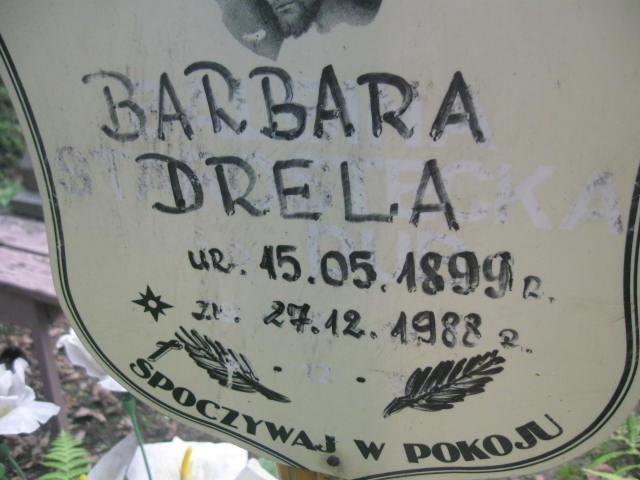 BARBARA
DRELA
ur. 15.05.1899 r.
zm. 27.12.1988 r.
SPOCZYWAJ W POKOJU